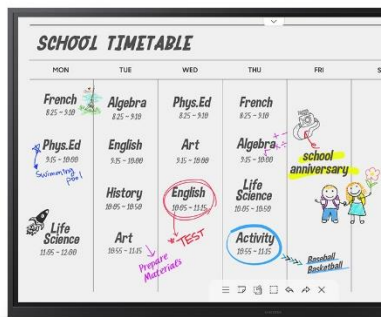 SCHOOL TIMETABLE
MON TUE WED THU FRI S
French Algebra Phys.Ed French
8:25 - 9:10 8:25 - 9:10 8:25 - 9:10 8:25 - 9:10
Phys.Ed English Art Algebra
9:15 - 10:00 9:15 - 10:00 9:15 - 10:00 9:15 - 10:00
Swimming
pool
school
anniversary
History English Life
Science
10:05 - 10:50 10:05 - 11:15 10:05 - 10:50
Life
Science
11:05 - 12:00
TEST
Art Activity
10:55 - 11:15 10:55 - 11:15
Prepare
Materials
Baseball
Basketball